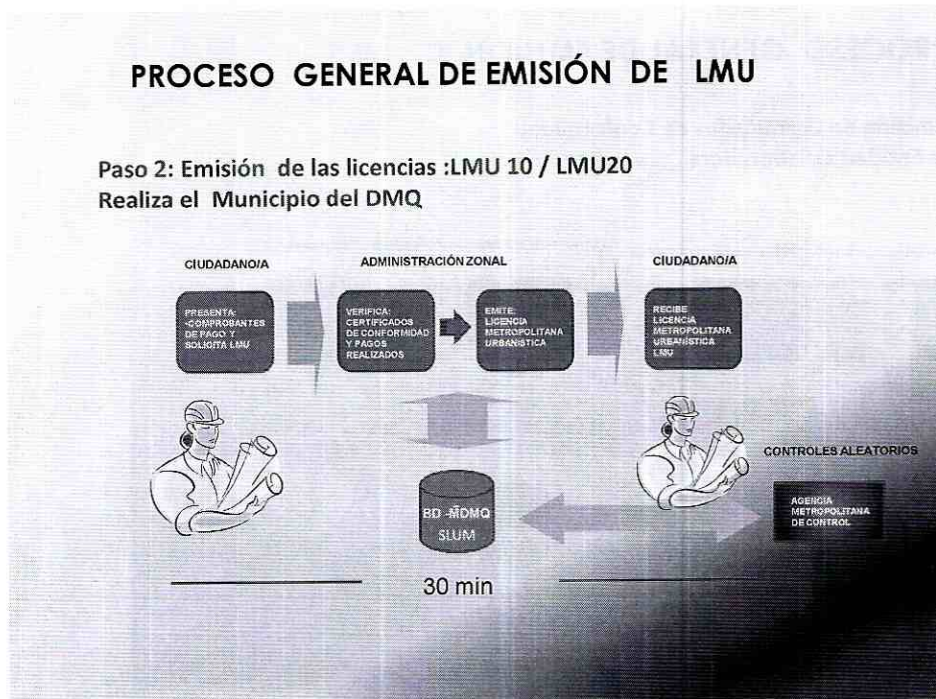 PROCESO GENERAL DE EMISIÓN DE LMU
Paso 2: Emisión de las licencias :LMU 10 / LMU20
Realiza el Municipio del DMQ
CIUDADANO/A
PRESENTA:
-COMPROBANTES
DE PAGO Y
SOLICITA LMU
ADMINISTRACIÓN ZONAL
VERIFICA:
CERTIFICADOS
DE CONFORMIDAD
Y PAGOS
REALIZADOS
EMITE:
LICENCIA
METROPOLITANA
URBANÍSTICA
CIUDADANO/A
RECIBE
LICENCIA
METROPOLITANA
URBANÍSTICA
LMU
BD -MDMQ
SLUM
CONTROLES ALEATORIOS
AGENCIA
METROPOLITANA
DE CONTROL
30 min